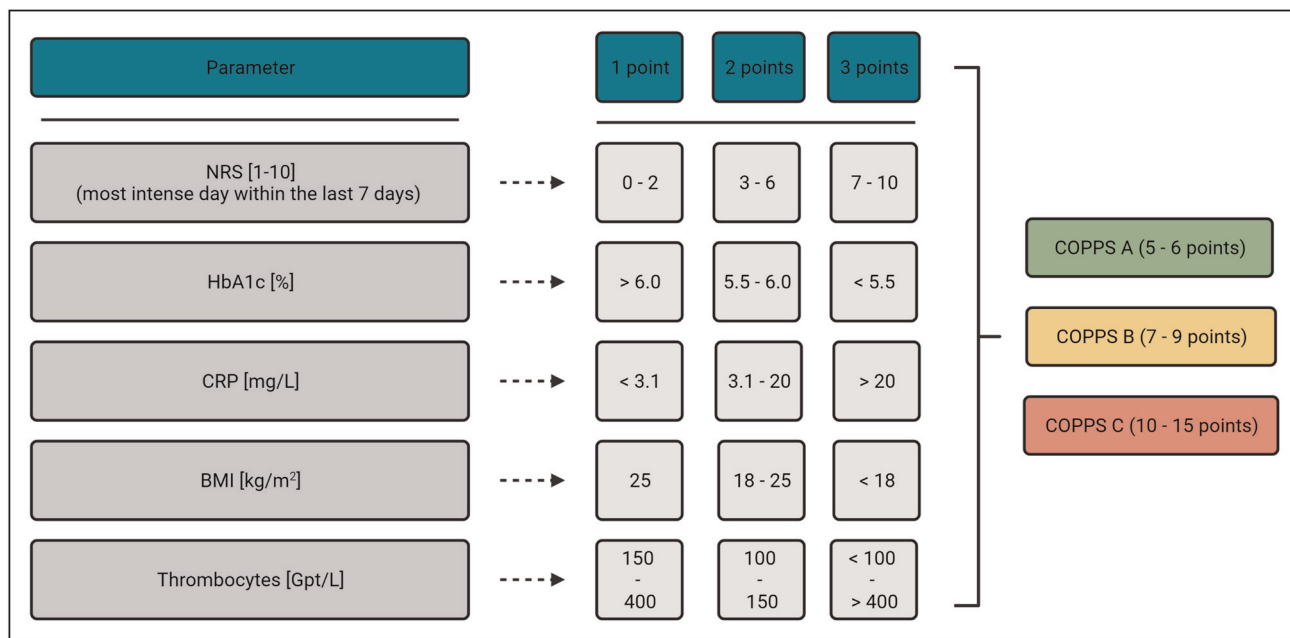 Parameter
1 point
2 points
3 points
NRS [1-10]
(most intense day within the last 7 days)
0 - 2
3 - 6
7 - 10
HbA1c [%]
> 6.0
5.5 - 6.0
< 5.5
CRP [mg/L]
< 3.1
3.1 - 20
> 20
BMI [kg/m²]
25
18 - 25
< 18
Thrombocytes [Gpt/L]
150
-
400
100
-
150
< 100
-
> 400
COPPS A (5 - 6 points)
COPPS B (7 - 9 points)
COPPS C (10 - 15 points)